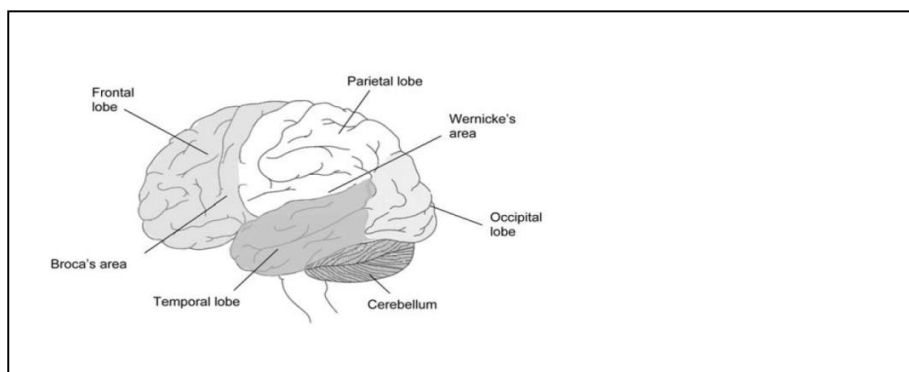 Parietal lobe
Frontal
lobe
Wernicke's
area
Occipital
lobe
Broca's area
Temporal lobe
Cerebellum